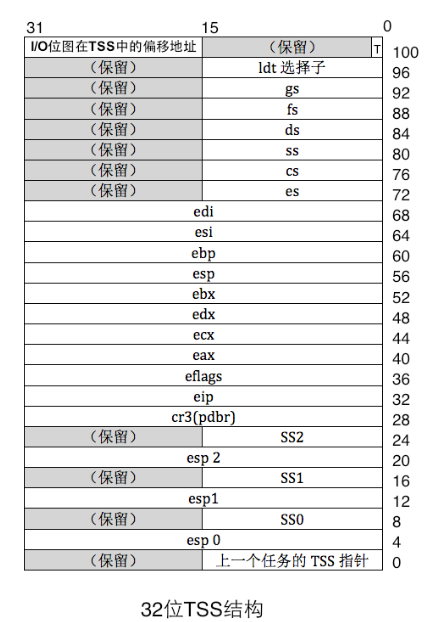 31 15 0
I/O位图在TSS中的偏移地址 （保留） T 100
（保留） ldt 选择子 96
（保留） gs 92
（保留） fs 88
（保留） ds 84
（保留） ss 80
（保留） cs 76
（保留） es 72
edi 68
esi 64
ebp 60
esp 56
ebx 52
edx 48
ecx 44
eax 40
eflags 36
eip 32
cr3(pdbr) 28
（保留） SS2 24
esp 2 20
（保留） SS1 16
esp1 12
（保留） SS0 8
esp 0 4
（保留） 上一个任务的 TSS 指针 0
32位TSS结构